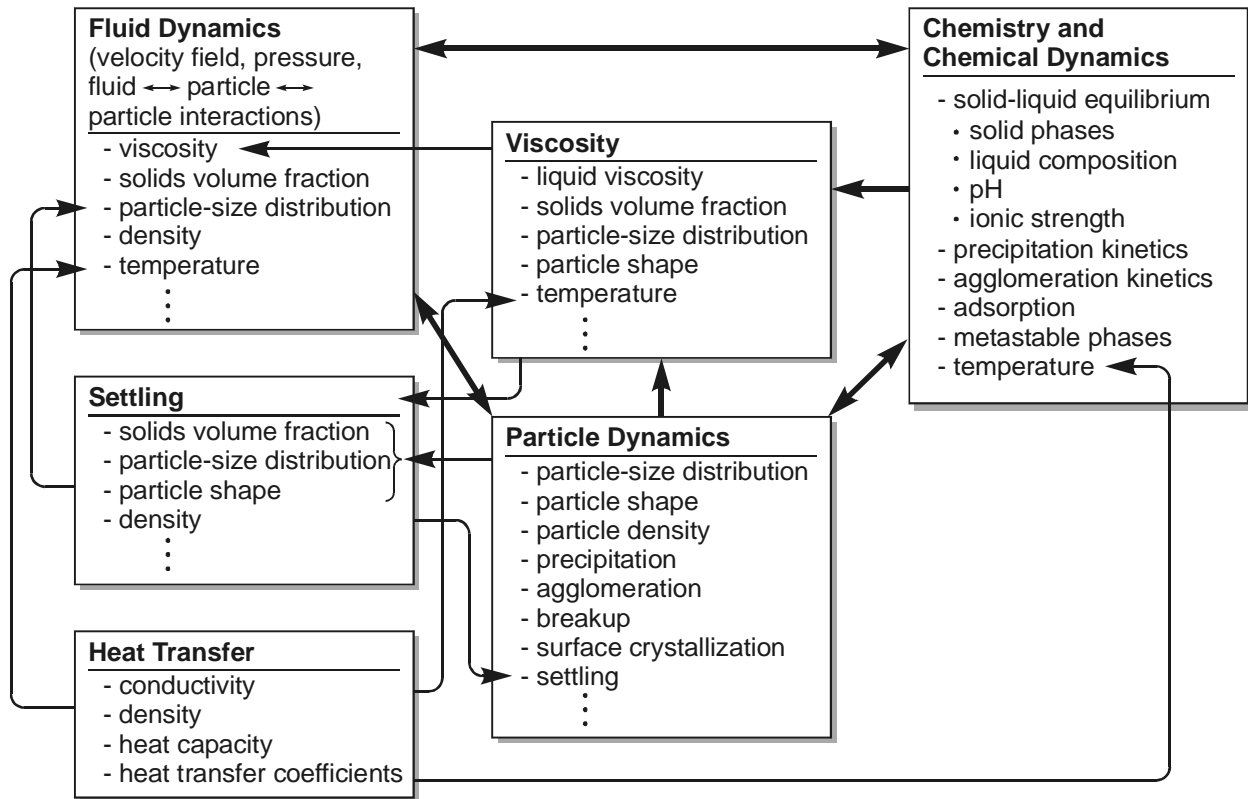 Fluid Dynamics
(velocity field, pressure,
fluid ↔ particle ↔
particle interactions)
- viscosity
- solids volume fraction
- particle-size distribution
- density
- temperature
Settling
- solids volume fraction
- particle-size distribution
- particle shape
- density
Heat Transfer
- conductivity
- density
- heat capacity
- heat transfer coefficients
Viscosity
- liquid viscosity
- solids volume fraction
- particle-size distribution
- particle shape
- temperature
Particle Dynamics
- particle-size distribution
- particle shape
- particle density
- precipitation
- agglomeration
- breakup
- surface crystallization
- settling
Chemistry and
Chemical Dynamics
- solid-liquid equilibrium
· solid phases
· liquid composition
· pH
· ionic strength
- precipitation kinetics
- agglomeration kinetics
- adsorption
- metastable phases
- temperature